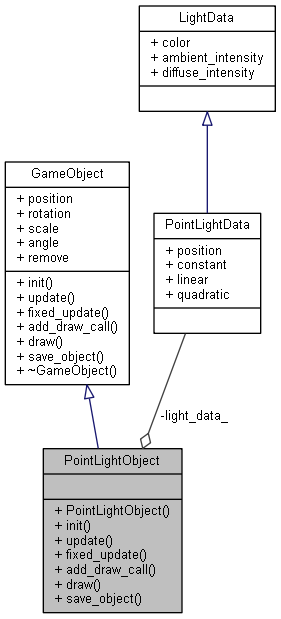 LightData
+ color
+ ambient_intensity
+ diffuse_intensity
GameObject
+ position
+ rotation
+ scale
+ angle
+ remove
+ init()
+ update()
+ fixed_update()
+ add_draw_call()
+ draw()
+ save_object()
+ ~GameObject()
PointLightData
+ position
+ constant
+ linear
+ quadratic
-light_data_
PointLightObject
+ PointLightObject()
+ init()
+ update()
+ fixed_update()
+ add_draw_call()
+ draw()
+ save_object()